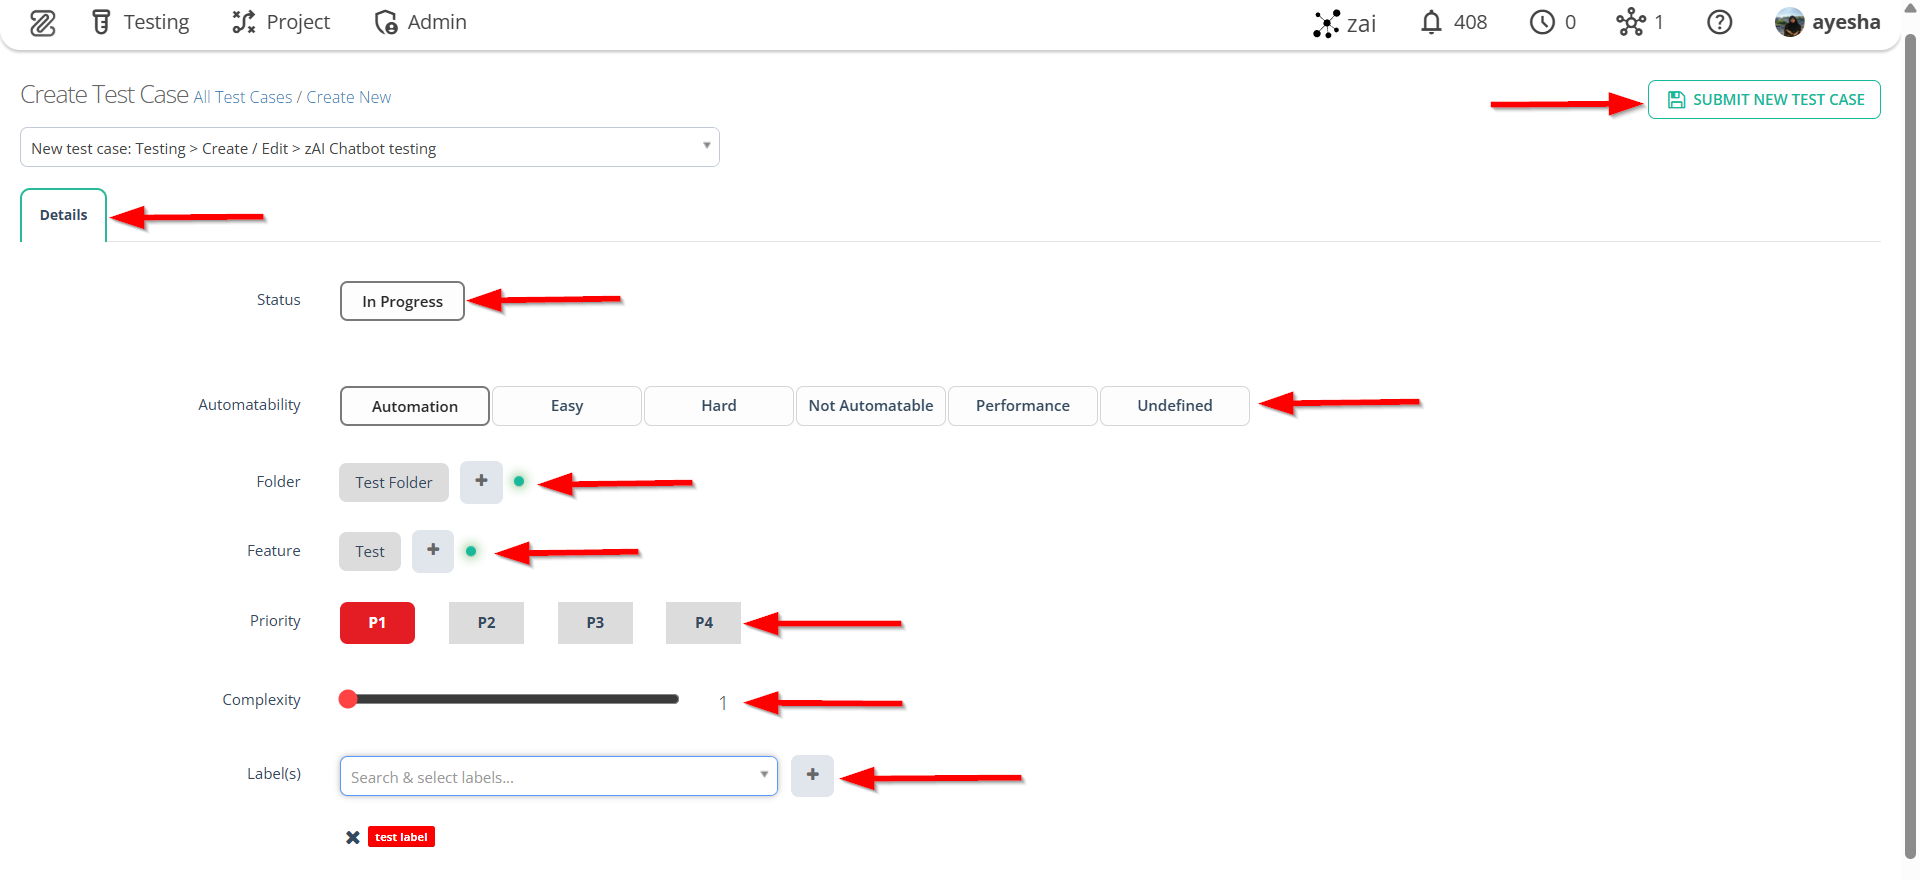 Testing Project Admin zai 408 0 1 ayesha
Create Test Case All Test Cases / Create New
SUBMIT NEW TEST CASE
New test case: Testing > Create / Edit > zAI Chatbot testing
Details
Status In Progress
Automatability Automation Easy Hard Not Automatable Performance Undefined
Folder Test Folder +
Feature Test +
Priority P1 P2 P3 P4
Complexity 1
Label(s) Search & select labels... +
test label